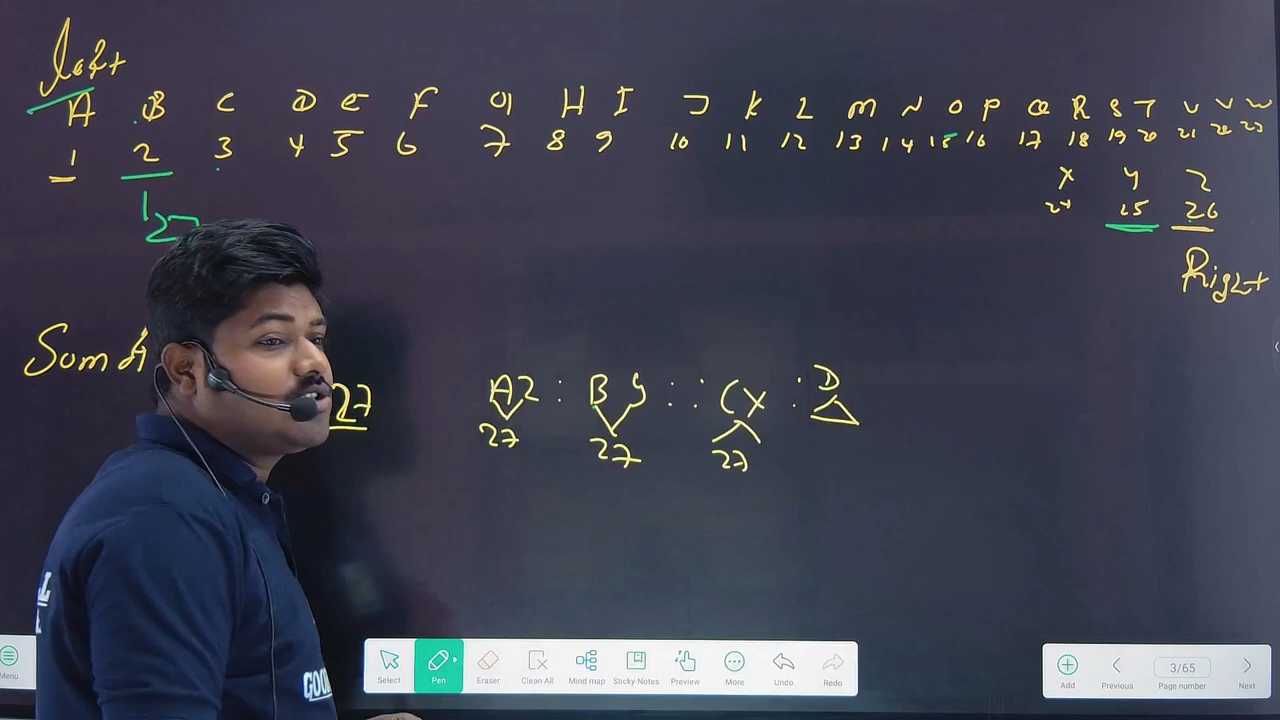 left
A B C D E F G H I J K L M N O P Q R S T U V W
1 2 3 4 5 6 7 8 9 10 11 12 13 14 15 16 17 18 19 20 21 22 23
X Y Z
24 25 26
27
Right
Sum of
27
AZ : BY : : CX : D
27 27 27
GOO
Menu
Select Pen Eraser Clean All Mind map Sticky-Notes Preview More Undo Redo
Add Previous 3/65 Page number Next